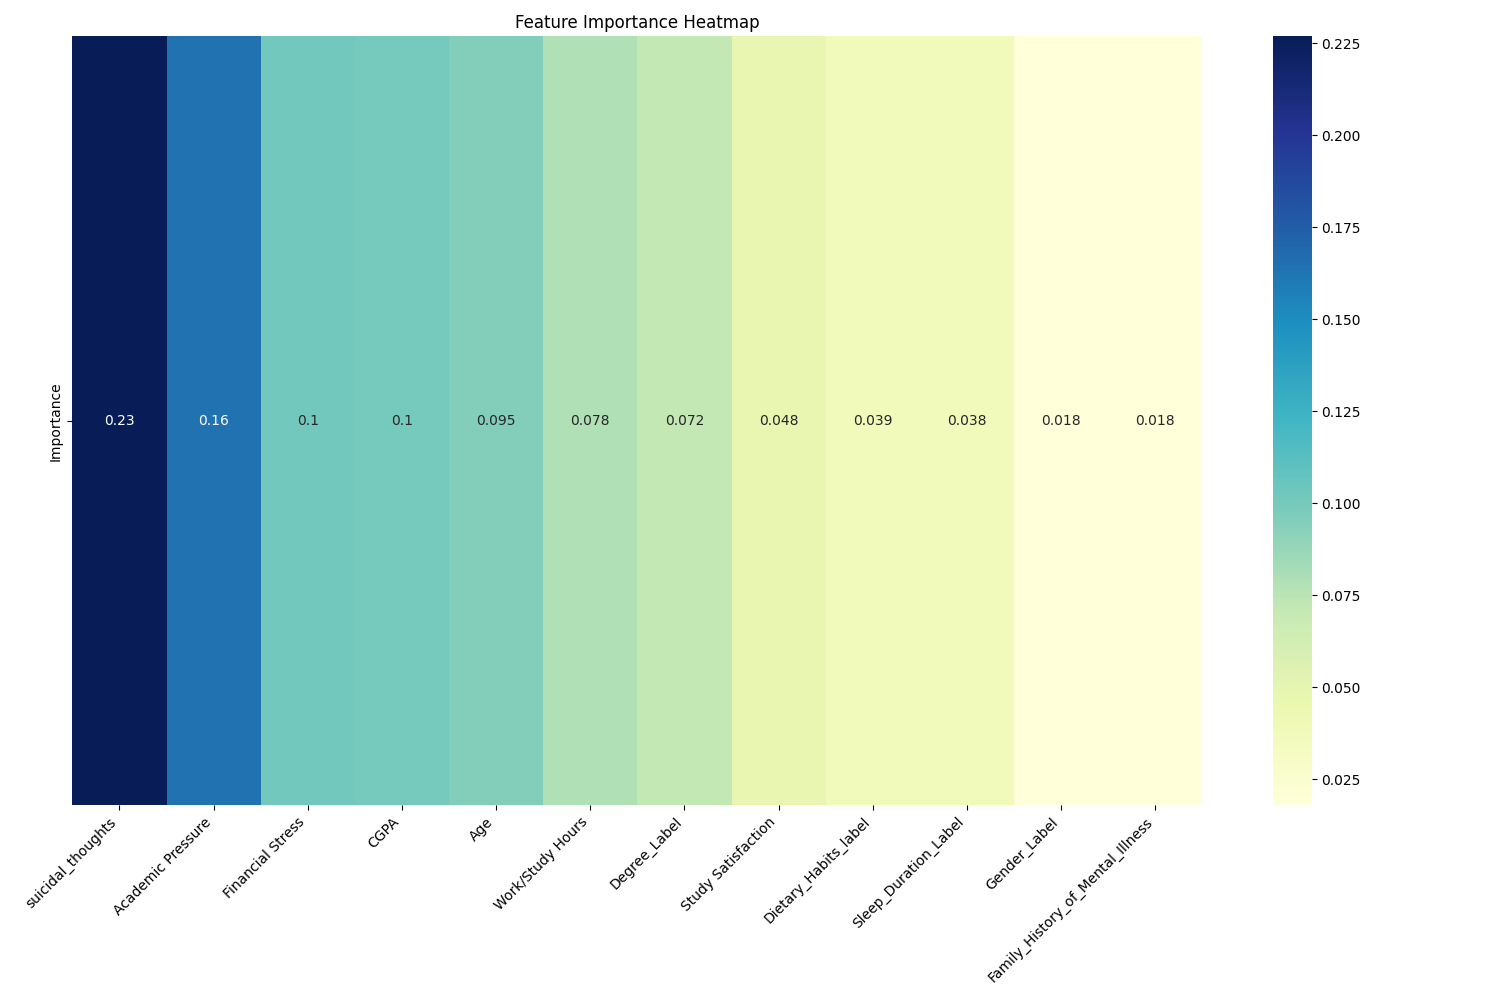 Feature Importance Heatmap
Importance
0.23 0.16 0.1 0.1 0.095 0.078 0.072 0.048 0.039 0.038 0.018 0.018
suicidal_thoughts
Academic Pressure
Financial Stress
CGPA
Age
Work/Study Hours
Degree_Label
Study Satisfaction
Dietary_Habits_label
Sleep_Duration_Label
Gender_Label
Family_History_of_Mental_Illness
0.225
0.200
0.175
0.150
0.125
0.100
0.075
0.050
0.025